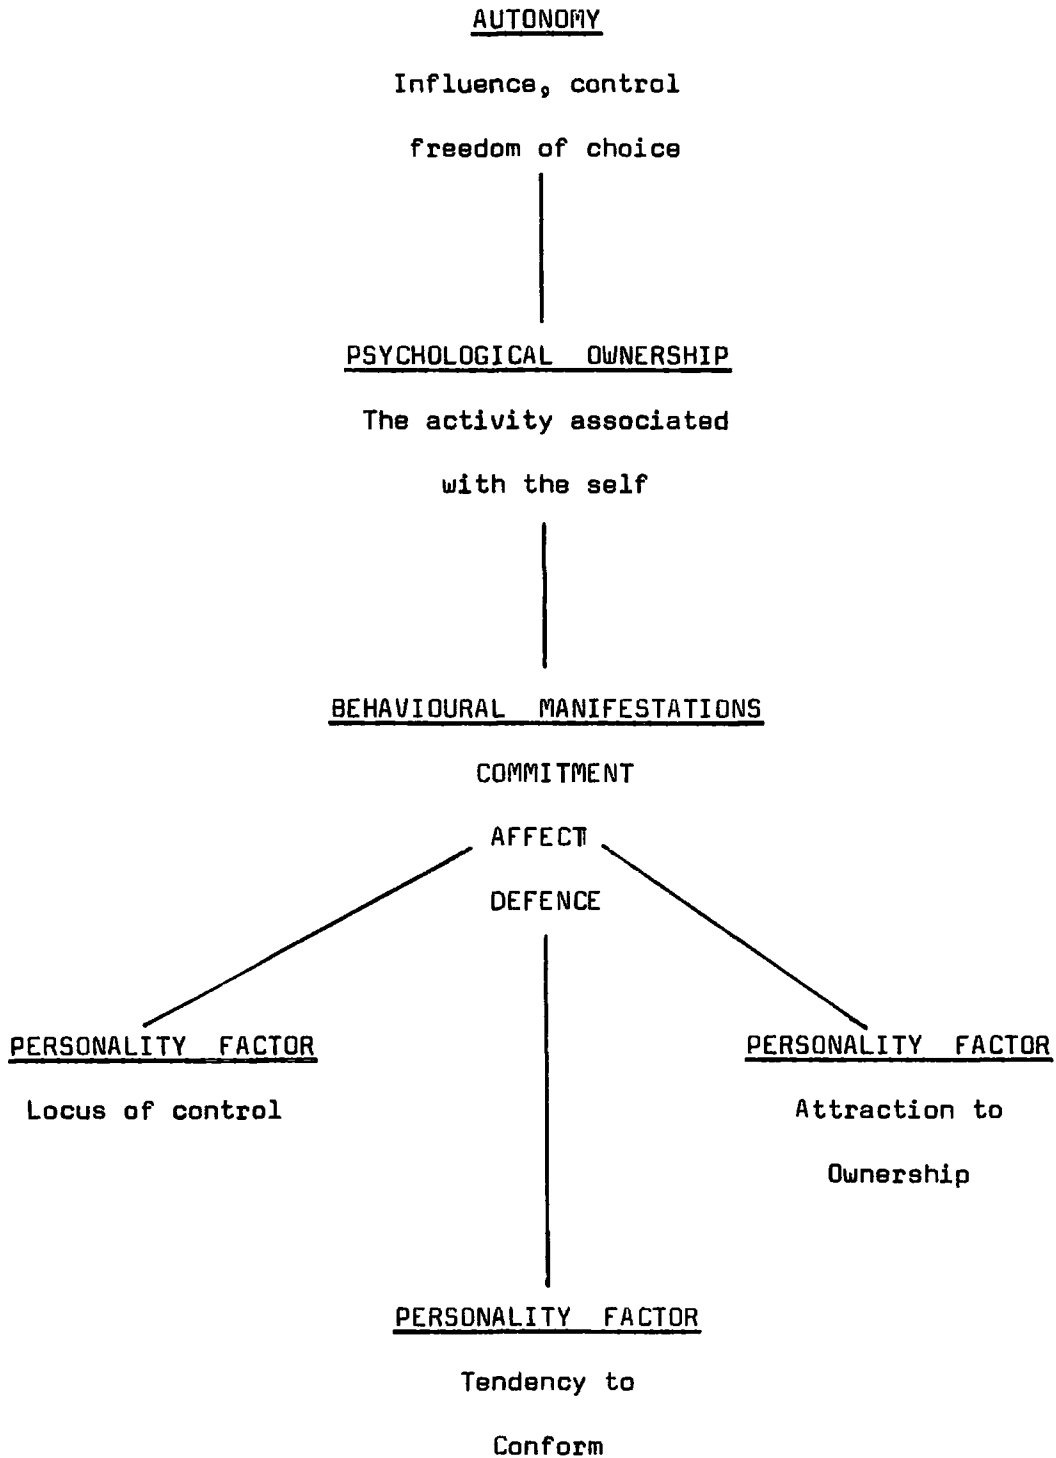 AUTONOMY
Influence, control
freedom of choice
PSYCHOLOGICAL OWNERSHIP
The activity associated
with the self
BEHAVIOURAL MANIFESTATIONS
COMMITMENT
AFFECT
DEFENCE
PERSONALITY FACTOR
Locus of control
PERSONALITY FACTOR
Attraction to
Ownership
PERSONALITY FACTOR
Tendency to
Conform